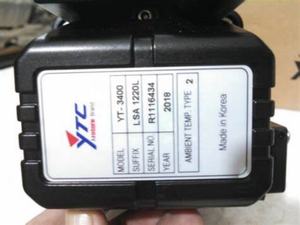 YTC
MODEL YT- 3400
SUFFIX LSA 1220L
SERIAL NO. R1116434
YEAR 2018
AMBIENT TEMP. TYPE 2
Made in Korea